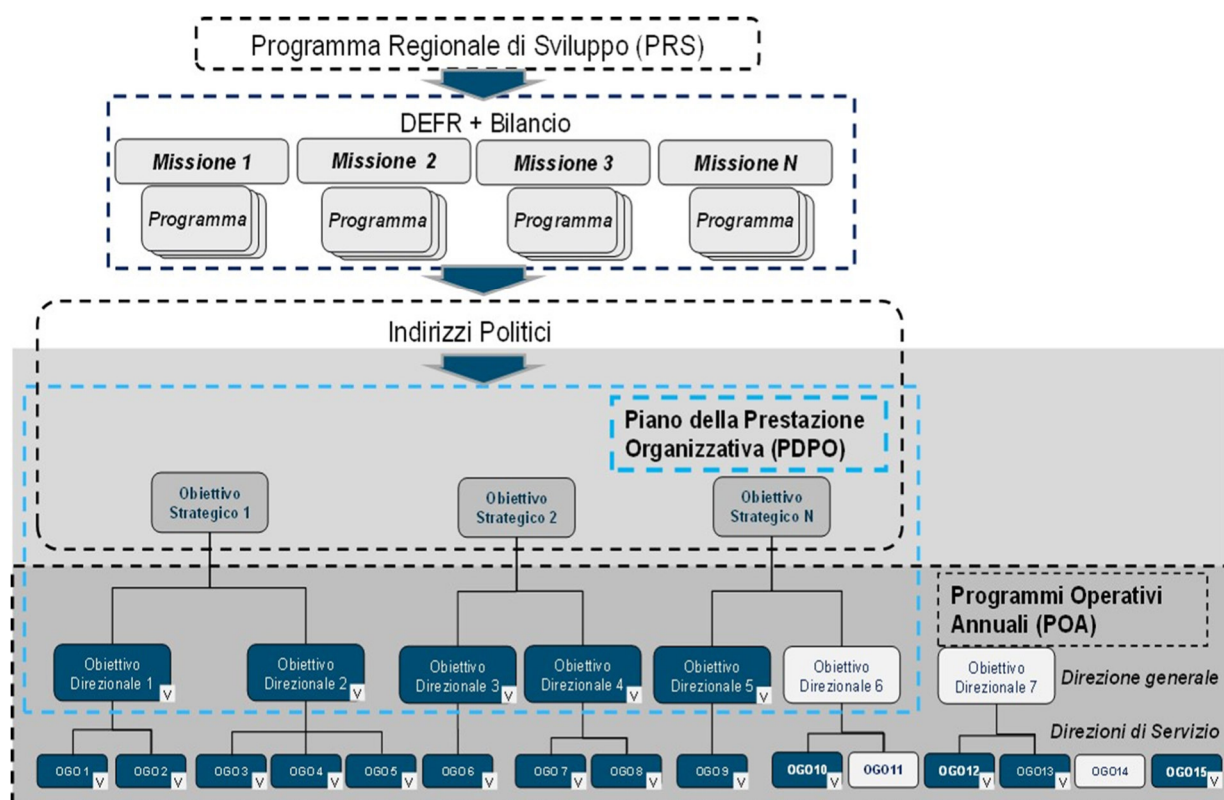 Programma Regionale di Sviluppo (PRS)
DEFR + Bilancio
Missione 1
Missione 2
Missione 3
Missione N
Programma
Programma
Programma
Programma
Indirizzi Politici
Piano della Prestazione
Organizzativa (PDPO)
Obiettivo
Strategico 1
Obiettivo
Strategico 2
Obiettivo
Strategico N
Programmi Operativi
Annuali (POA)
Obiettivo
Direzionale 1
V
Obiettivo
Direzionale 2
V
Obiettivo
Direzionale 3
V
Obiettivo
Direzionale 4
V
Obiettivo
Direzionale 5
V
Obiettivo
Direzionale 6
Obiettivo
Direzionale 7
Direzione generale
Direzioni di Servizio
OGO 1
V
OGO 2
V
OGO 3
V
OGO 4
V
OGO 5
V
OGO 6
V
OGO 7
V
OGO 8
V
OGO 9
V
OGO10
V
OGO11
OGO12
V
OGO13
V
OGO14
OGO15
V